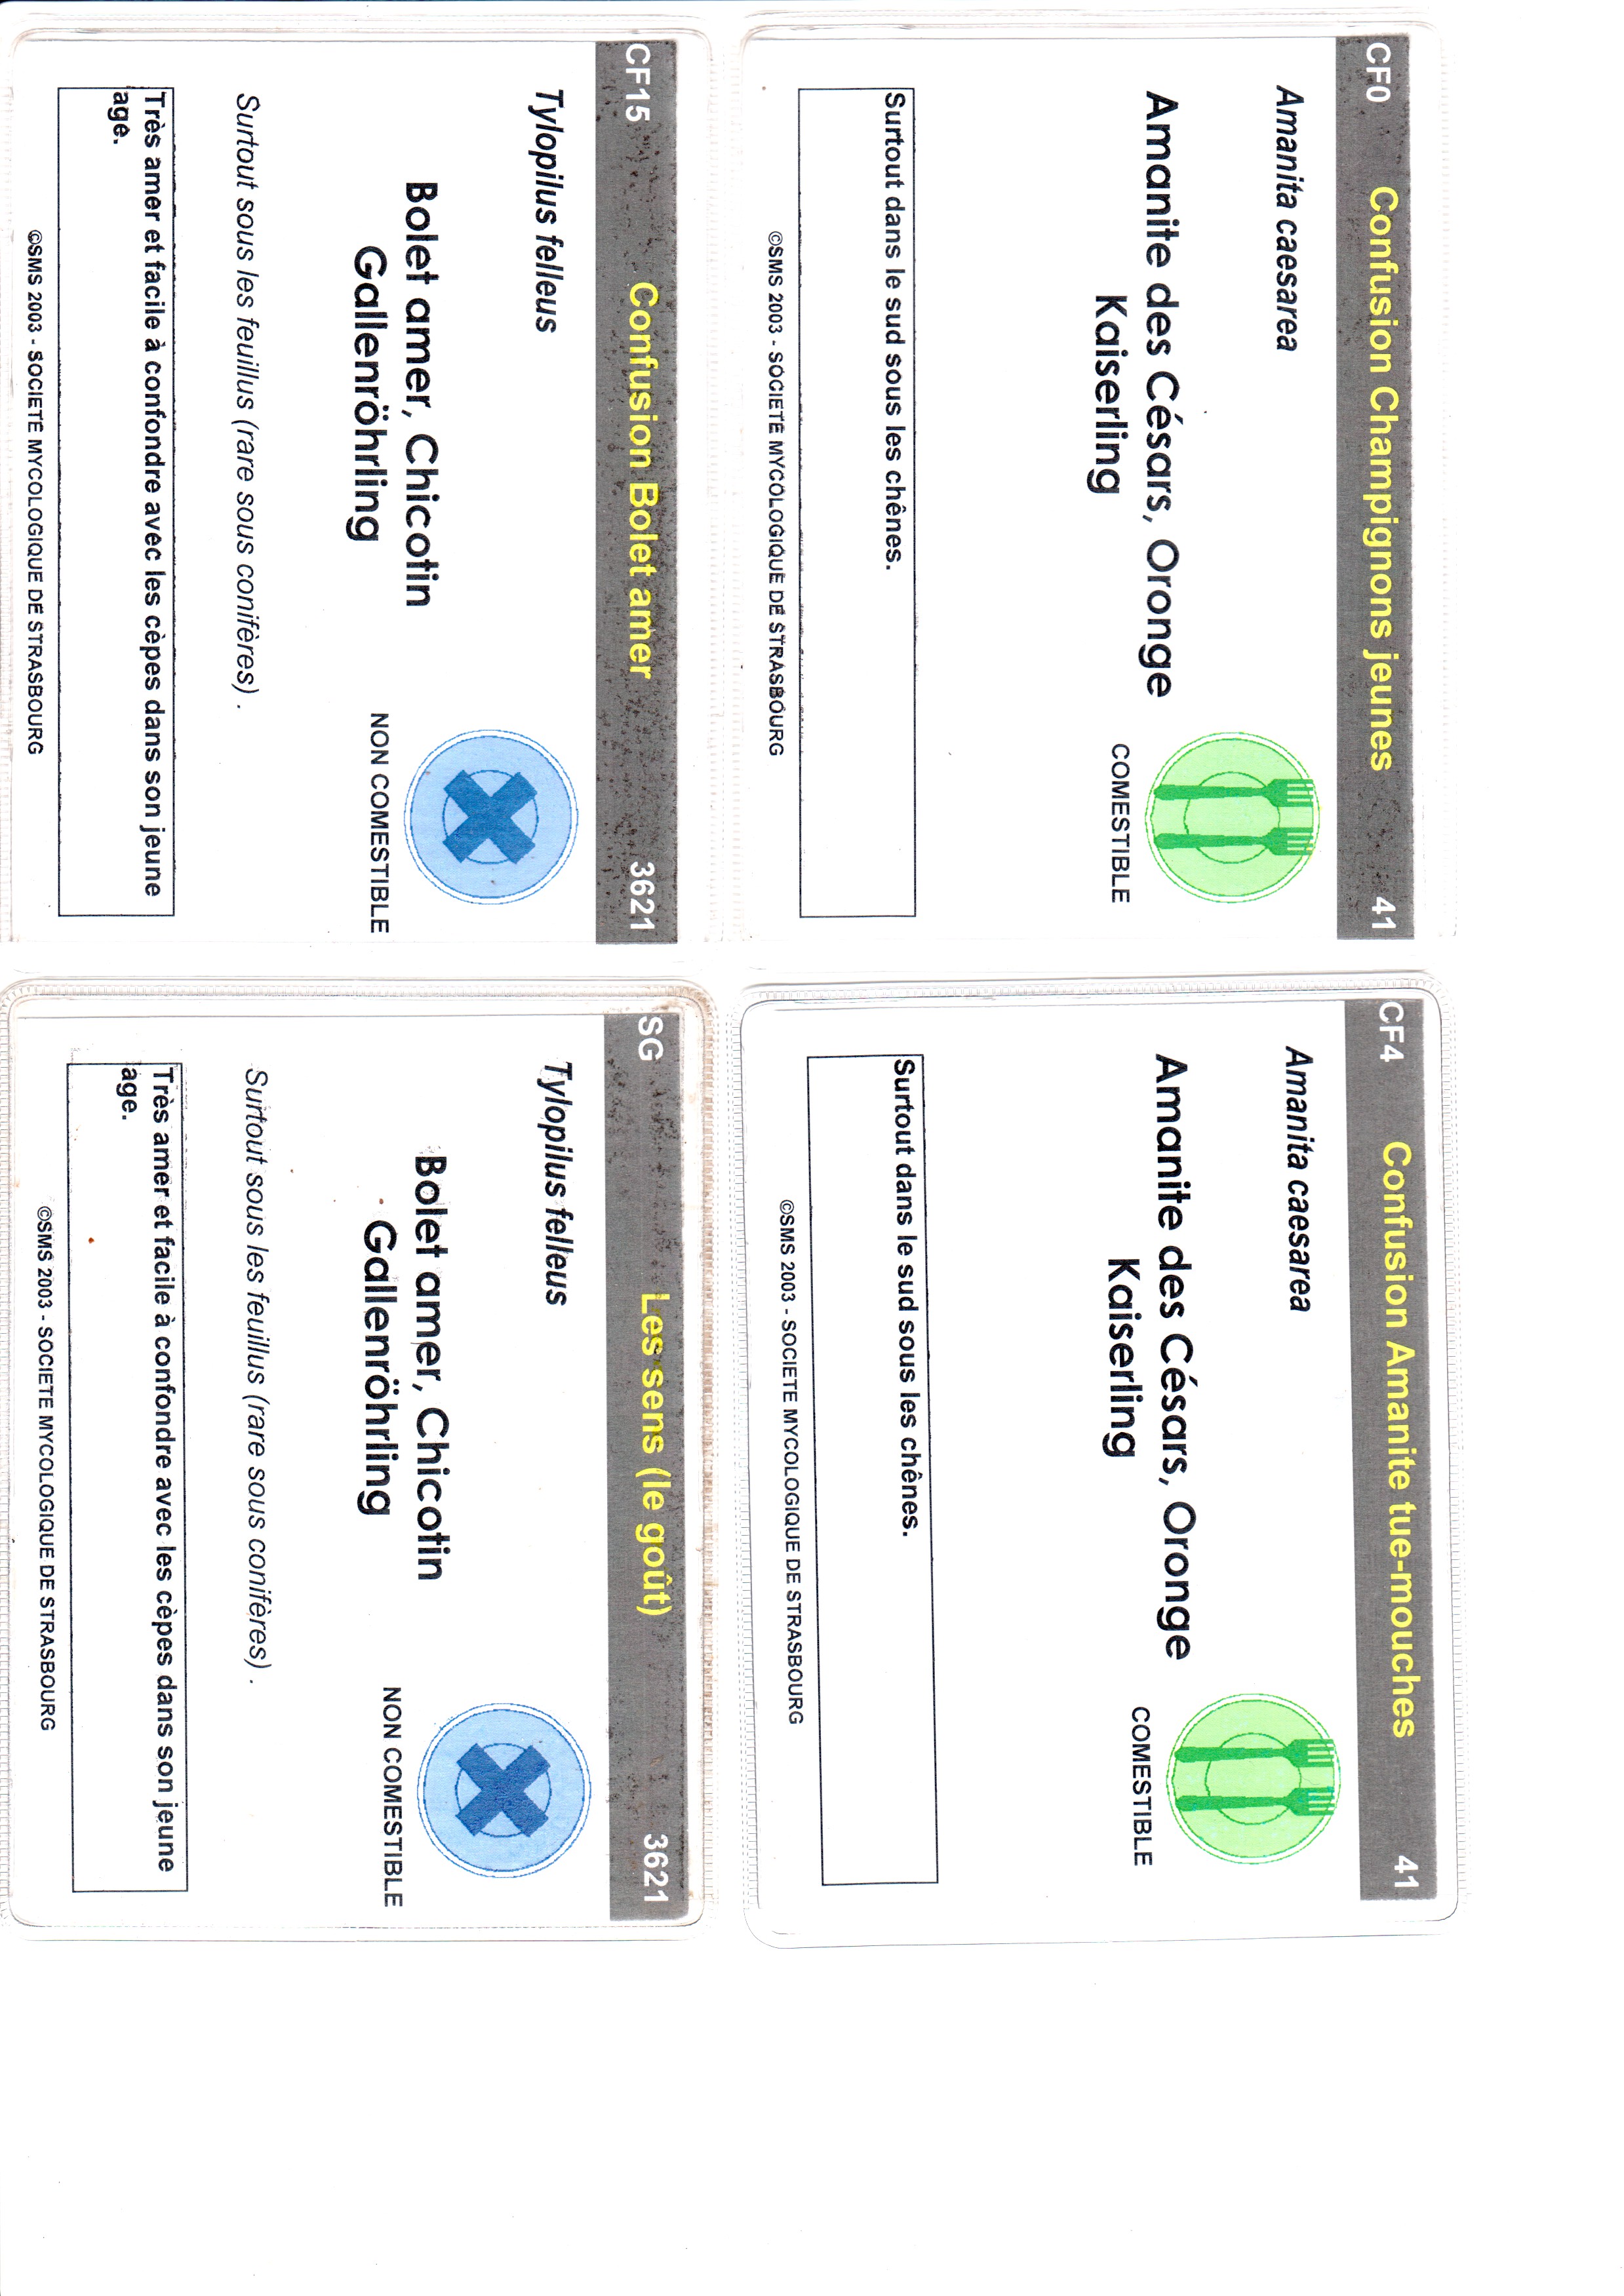 CF0 Confusion Champignons jeunes 41
Amanita caesarea
Amanite des Césars, Oronge
Kaiserling
COMESTIBLE
Surtout dans le sud sous les chênes.
©SMS 2003 - SOCIETE MYCOLOGIQUE DE STRASBOURG
CF4 Confusion Amanite tue-mouches 41
Amanita caesarea
Amanite des Césars, Oronge
Kaiserling
COMESTIBLE
Surtout dans le sud sous les chênes.
©SMS 2003 - SOCIETE MYCOLOGIQUE DE STRASBOURG
CF15 Confusion Bolet amer 3621
Tylopilus felleus
Bolet amer, Chicotin
Gallenröhrling
NON COMESTIBLE
Surtout sous les feuillus (rare sous conifères) .
Très amer et facile à confondre avec les cèpes dans son jeune
age.
©SMS 2003 - SOCIETE MYCOLOGIQUE DE STRASBOURG
SG Les sens (le goût) 3621
Tylopilus felleus
Bolet amer, Chicotin
Gallenröhrling
NON COMESTIBLE
Surtout sous les feuillus (rare sous conifères) .
Très amer et facile à confondre avec les cèpes dans son jeune
age.
©SMS 2003 - SOCIETE MYCOLOGIQUE DE STRASBOURG